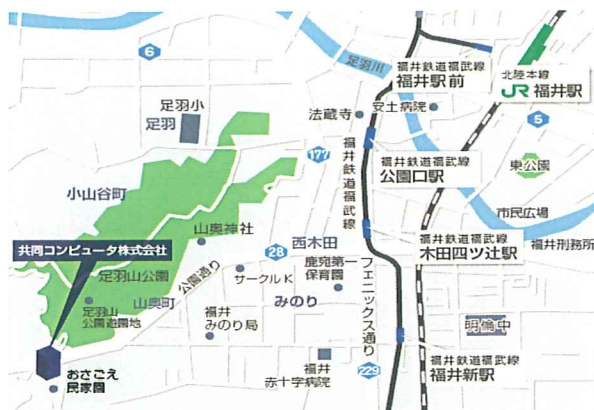 6
足羽川
福井鉄道福武線
福井駅前
北陸本線
JR 福井駅
足羽小
足羽
法蔵寺
安土病院
5
177
福井鉄道福武線
福井鉄道福武線
公園口駅
東公園
小山谷町
市民広場
共同コンピュータ株式会社
山奥神社
西木田
28
福井鉄道福武線
木田四ツ辻駅
福井刑務所
足羽山公園
公園通り
サークルK
鹿苑第一
保育園
足羽山
公園遊園地
山奥町
みのり
フェニックス通り
福井
みのり局
明倫中
福井鉄道福武線
福井新駅
おさごえ
民家園
福井
赤十字病院
229